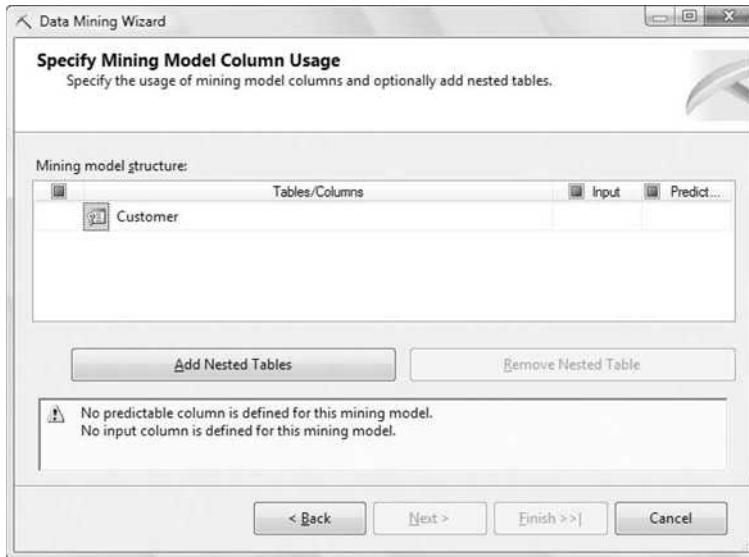 Data Mining Wizard
Specify Mining Model Column Usage
Specify the usage of mining model columns and optionally add nested tables.
Mining model structure:
Tables/Columns Input Predict...
Customer
Add Nested Tables Remove Nested Table
No predictable column is defined for this mining model.
No input column is defined for this mining model.
< Back Next > Finish >>| Cancel